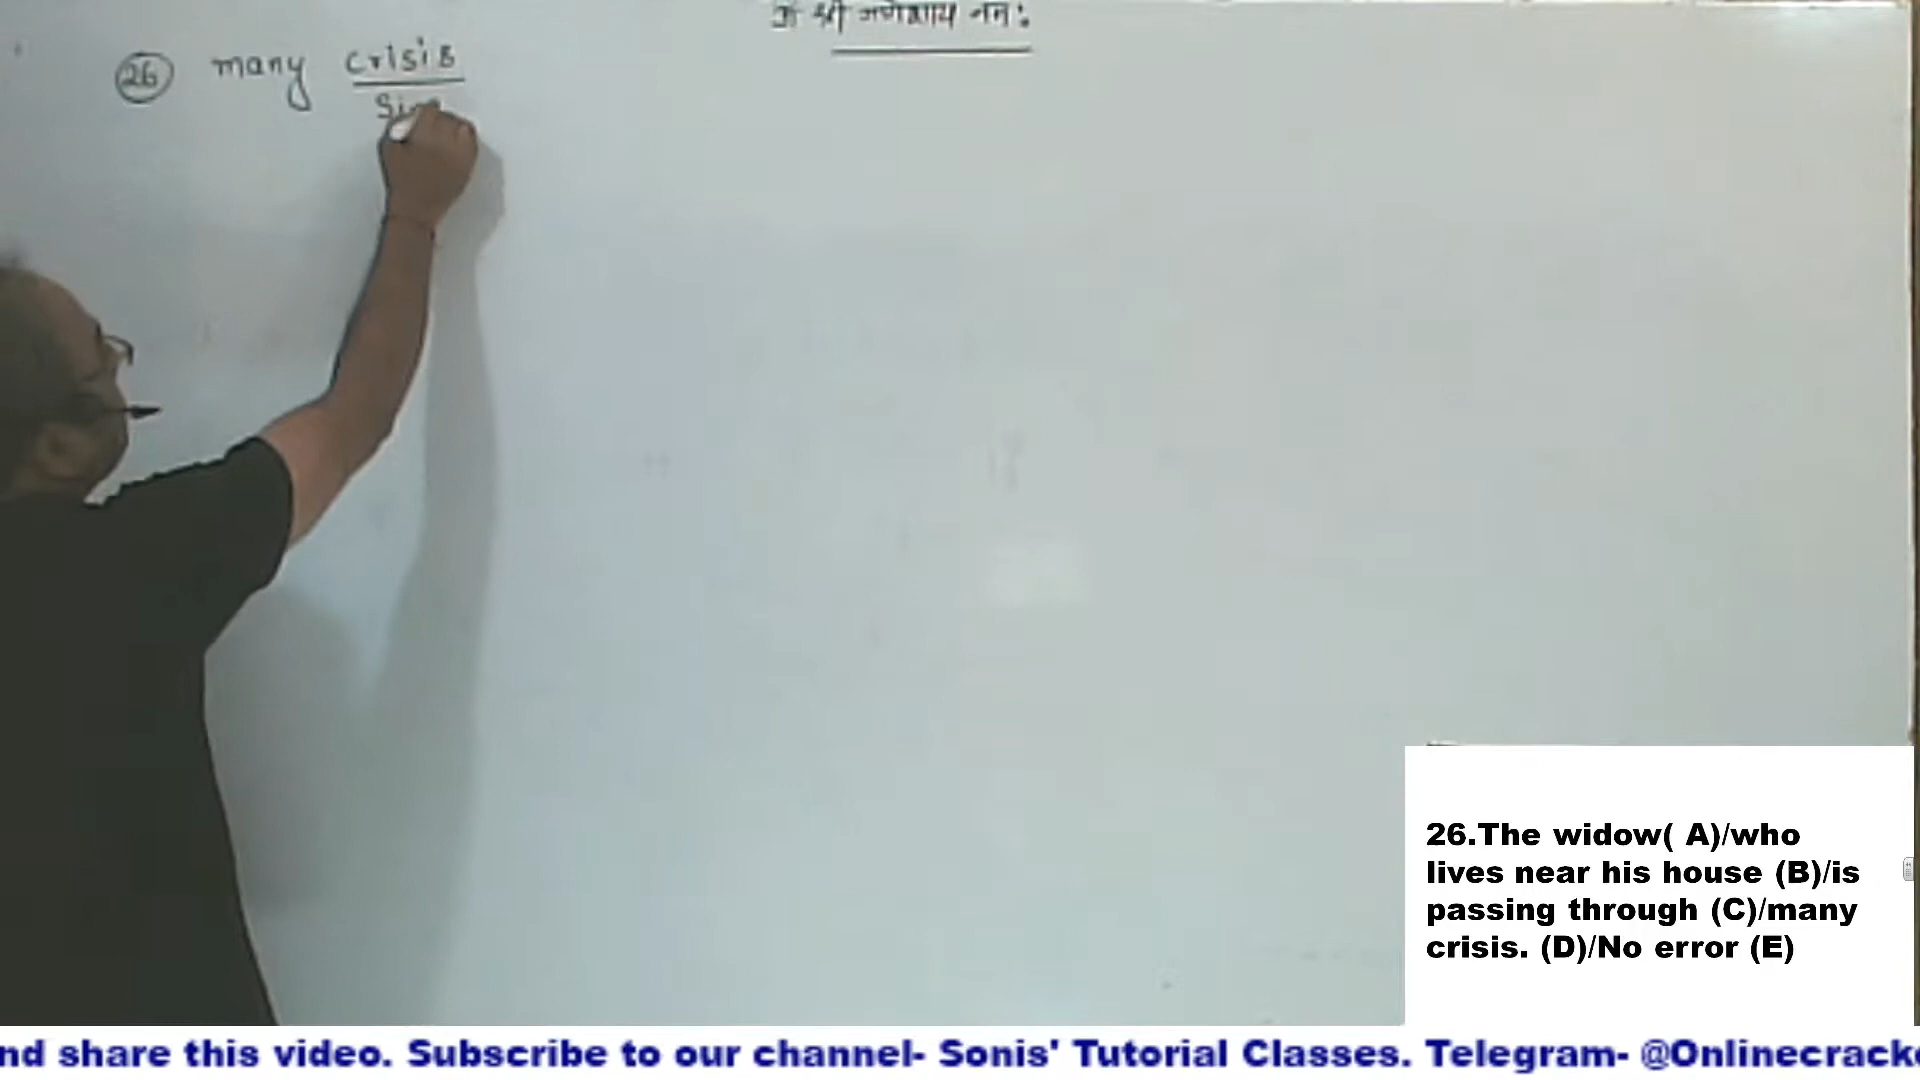 ॐ श्री गणेशाय नमः
26 many crisis
26.The widow( A)/who
lives near his house (B)/is
passing through (C)/many
crisis. (D)/No error (E)
nd share this video. Subscribe to our channel- Sonis' Tutorial Classes. Telegram- @Onlinecrack